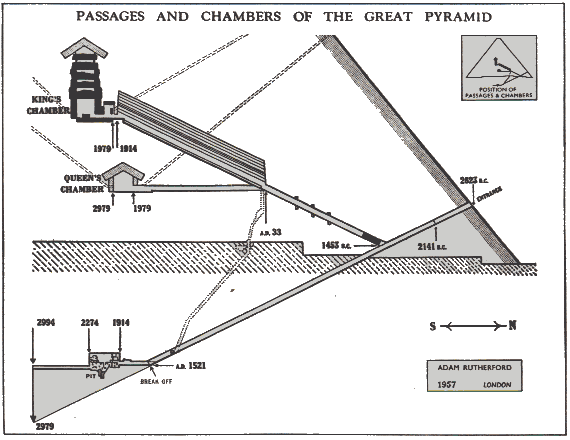 PASSAGES AND CHAMBERS OF THE GREAT PYRAMID
POSITION OF
PASSAGES & CHAMBERS
KING'S
CHAMBER
1979 1914
QUEEN'S
CHAMBER
2979 1979
2623 B.C.
ENTRANCE
A.D. 33
1453 B.C.
2141 B.C.
S N
2994 2274 1914
PIT
A.D. 1521
BREAK OFF
2979
ADAM RUTHERFORD
1957 LONDON